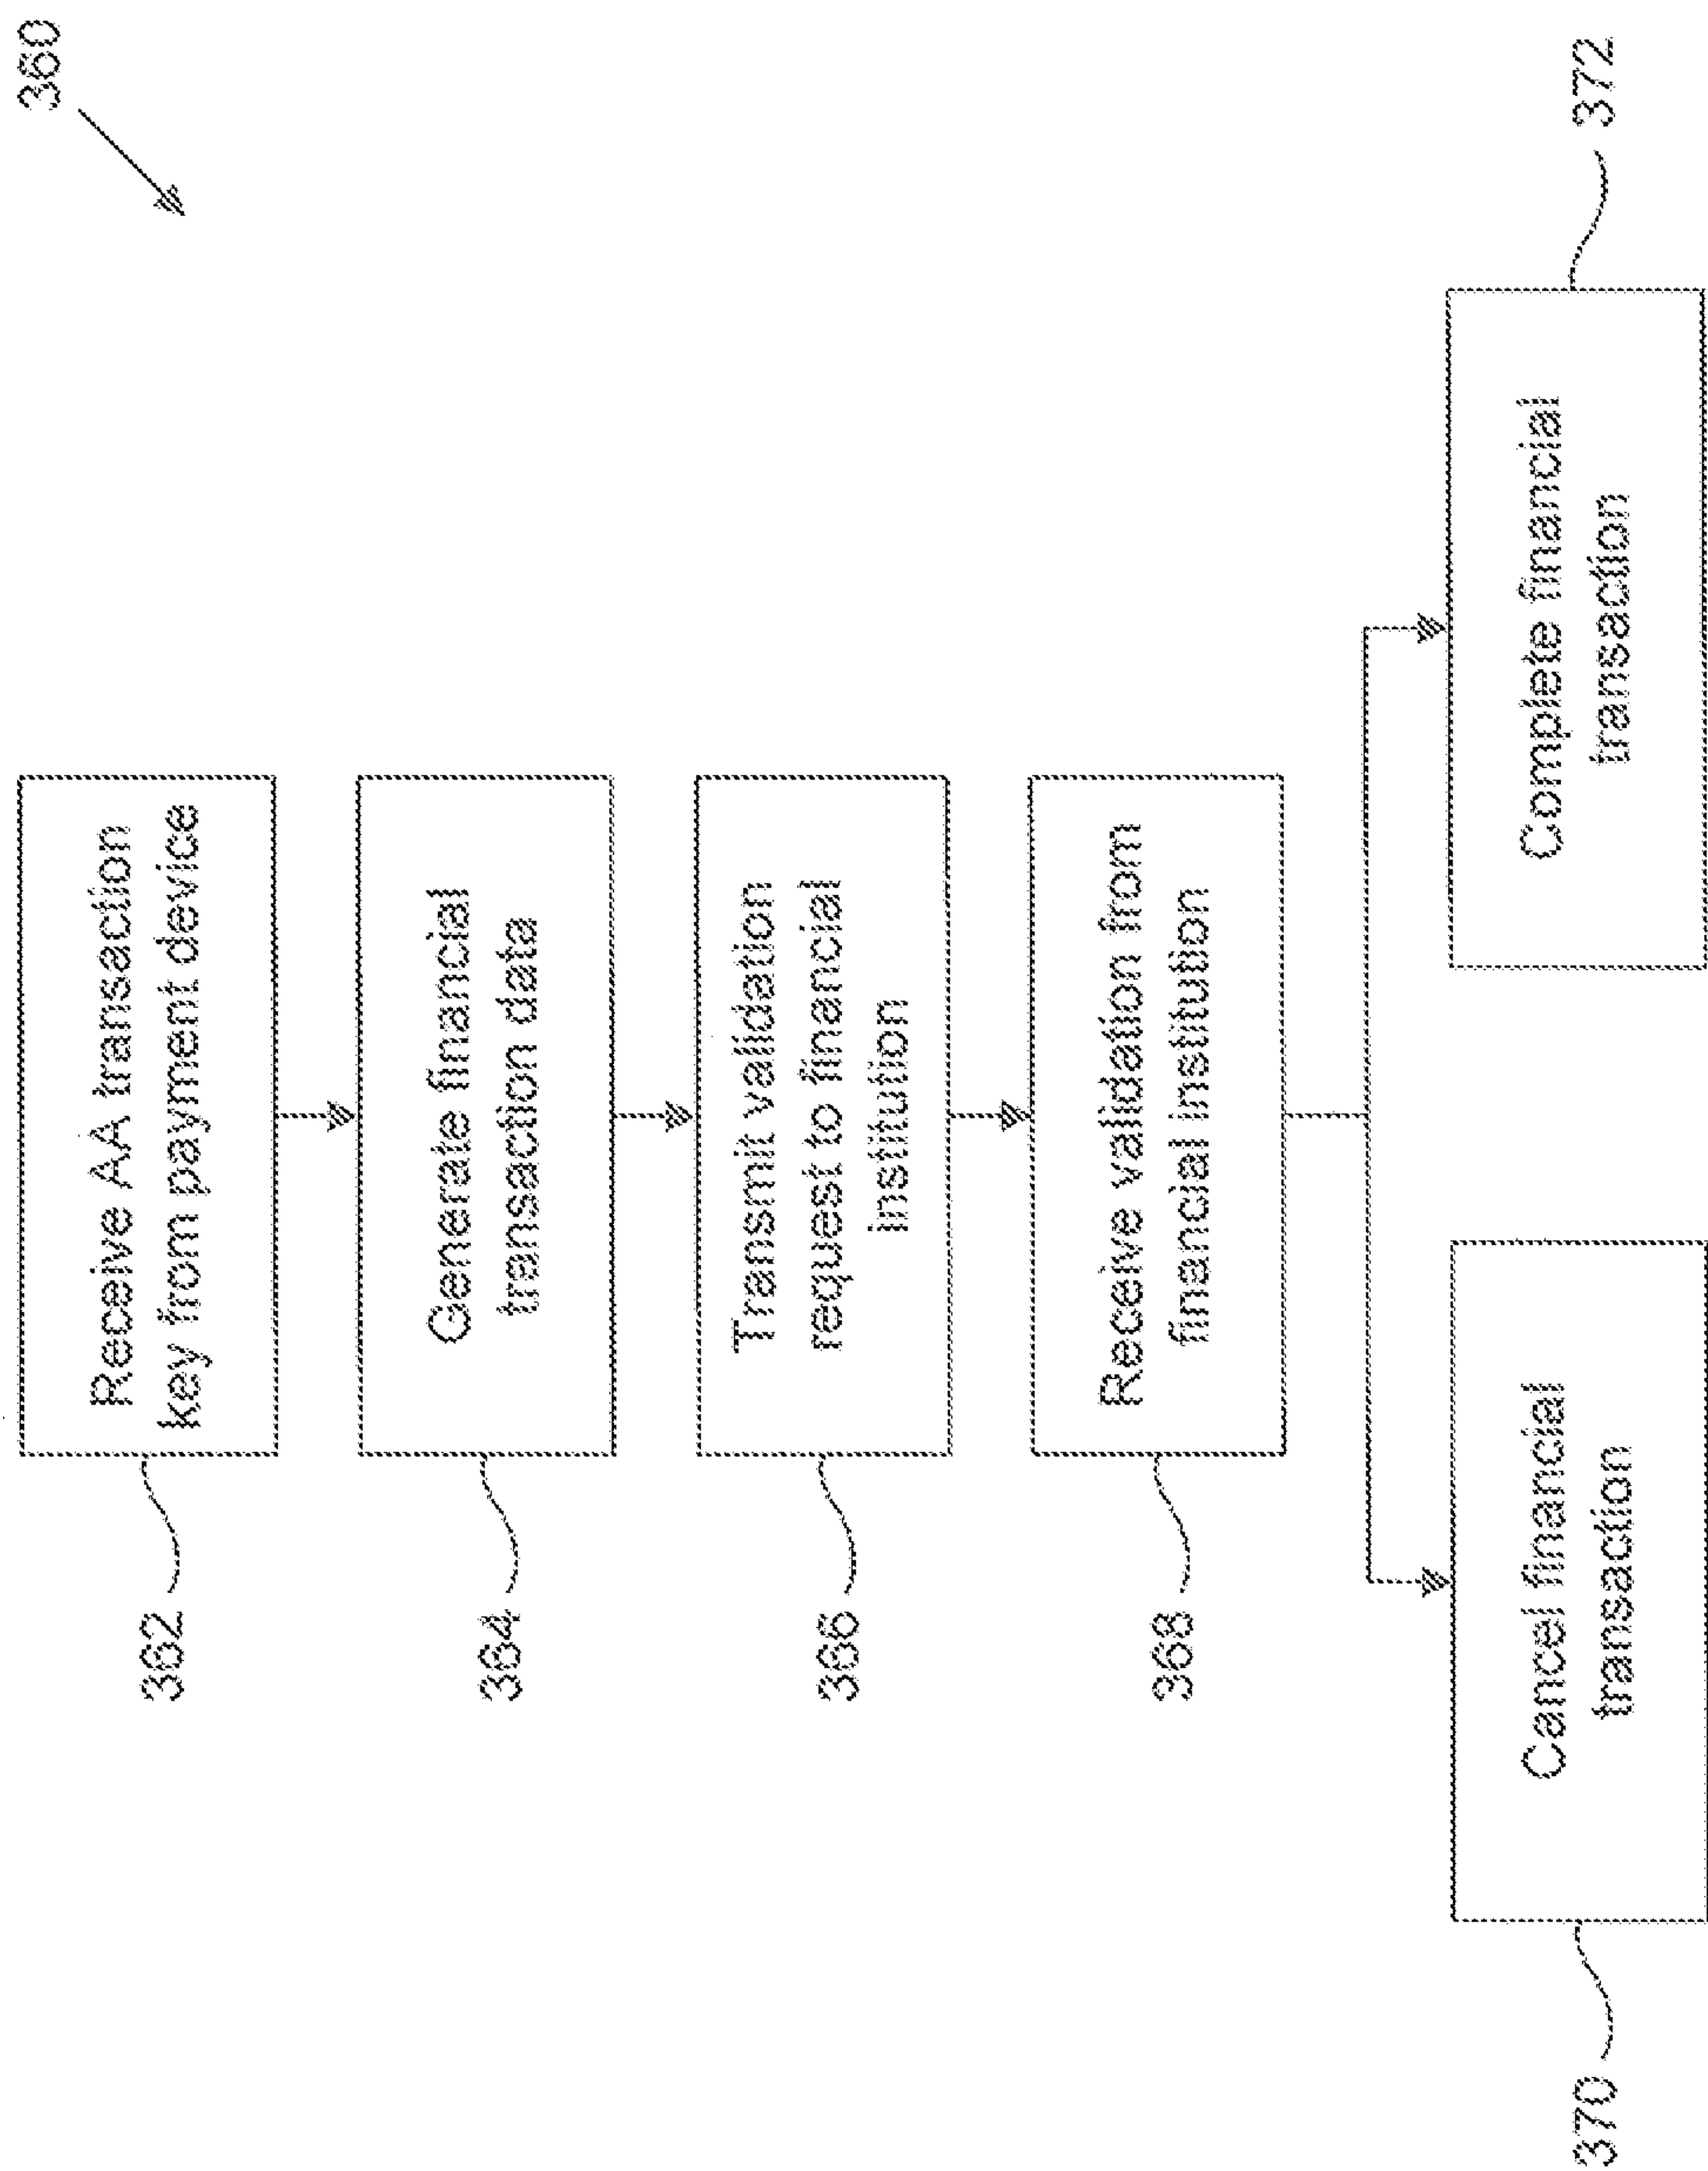 360
362
Receive AA transaction
key from payment device
364
Generate financial
transaction data
366
Transmit validation
request to financial
institution
368
Receive validation from
financial institution
370
Cancel financial
transaction
Complete financial
transaction
372